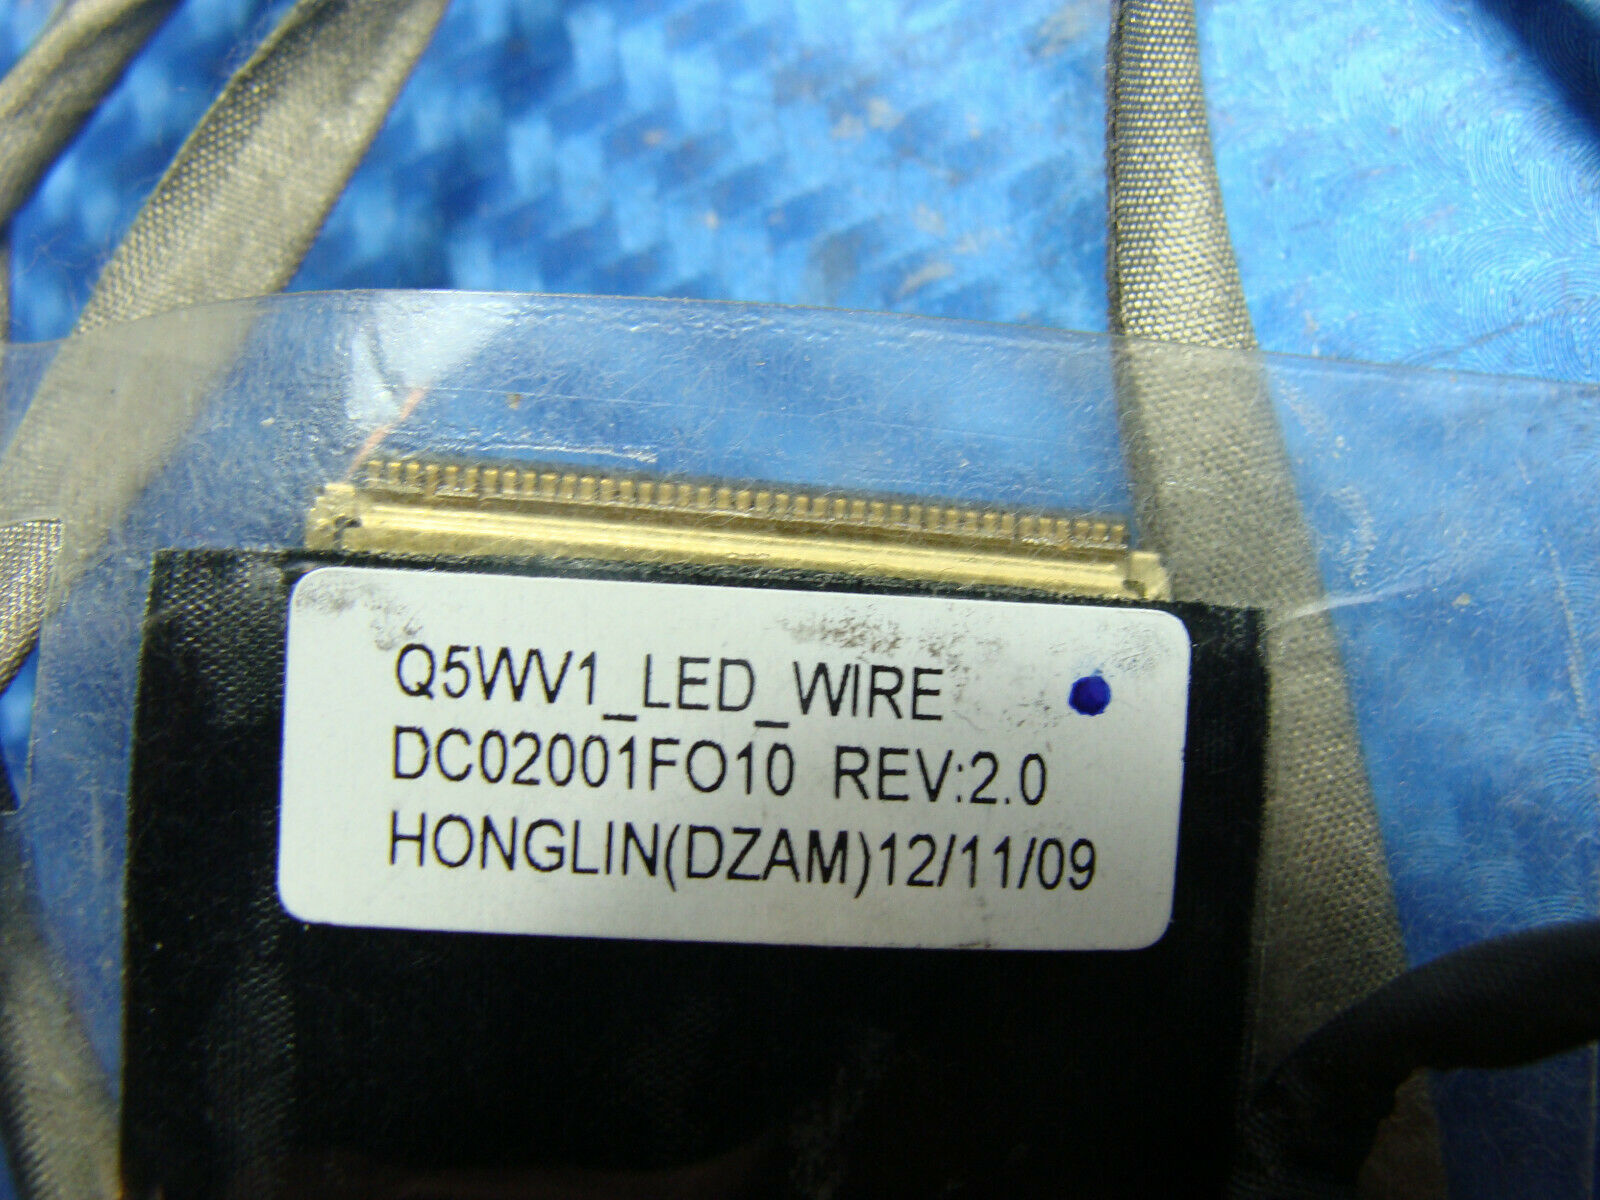 Q5WV1_LED_WIRE
DC02001FO10 REV:2.0
HONGLIN(DZAM)12/11/09